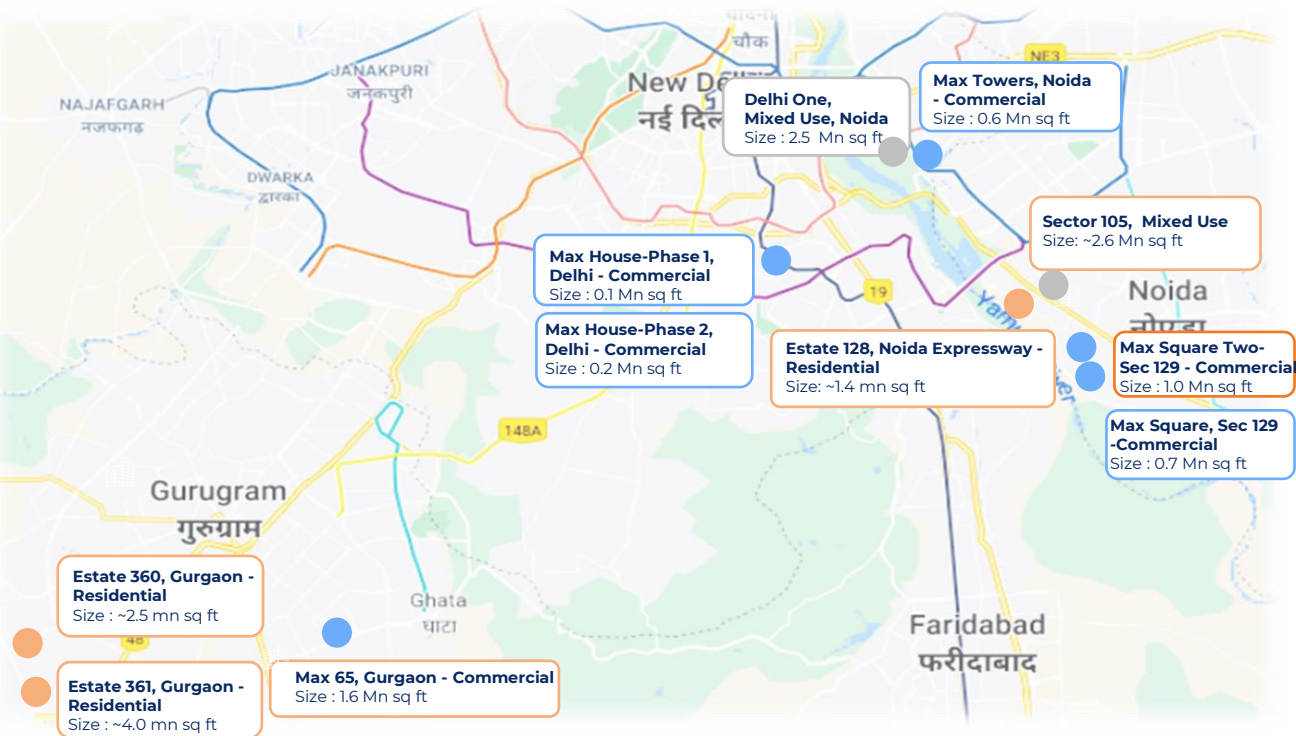 चौक
NE3
JANAKPURI
जनकपुरी
Max Towers, Noida
- Commercial
Size : 0.6 Mn sq ft
New
नई
Delhi One,
Mixed Use, Noida
Size : 2.5 Mn sq ft
NAJAFGARH
नजफगढ़
DWARKA
द्वारका
Sector 105, Mixed Use
Size: ~2.6 Mn sq ft
Max House-Phase 1,
Delhi - Commercial
Size : 0.1 Mn sq ft
19
Noida
नोएडा
Max House-Phase 2,
Delhi - Commercial
Size : 0.2 Mn sq ft
Estate 128, Noida Expressway -
Residential
Size: ~1.4 mn sq ft
Max Square Two-
Sec 129 - Commercial
Size : 1.0 Mn sq ft
148A
Max Square, Sec 129
-Commercial
Size : 0.7 Mn sq ft
Gurugram
गुरुग्राम
Estate 360, Gurgaon -
Residential
Size : ~2.5 mn sq ft
Ghata
घाटा
Faridabad
फरीदाबाद
48
Estate 361, Gurgaon -
Residential
Size : ~4.0 mn sq ft
Max 65, Gurgaon - Commercial
Size : 1.6 Mn sq ft